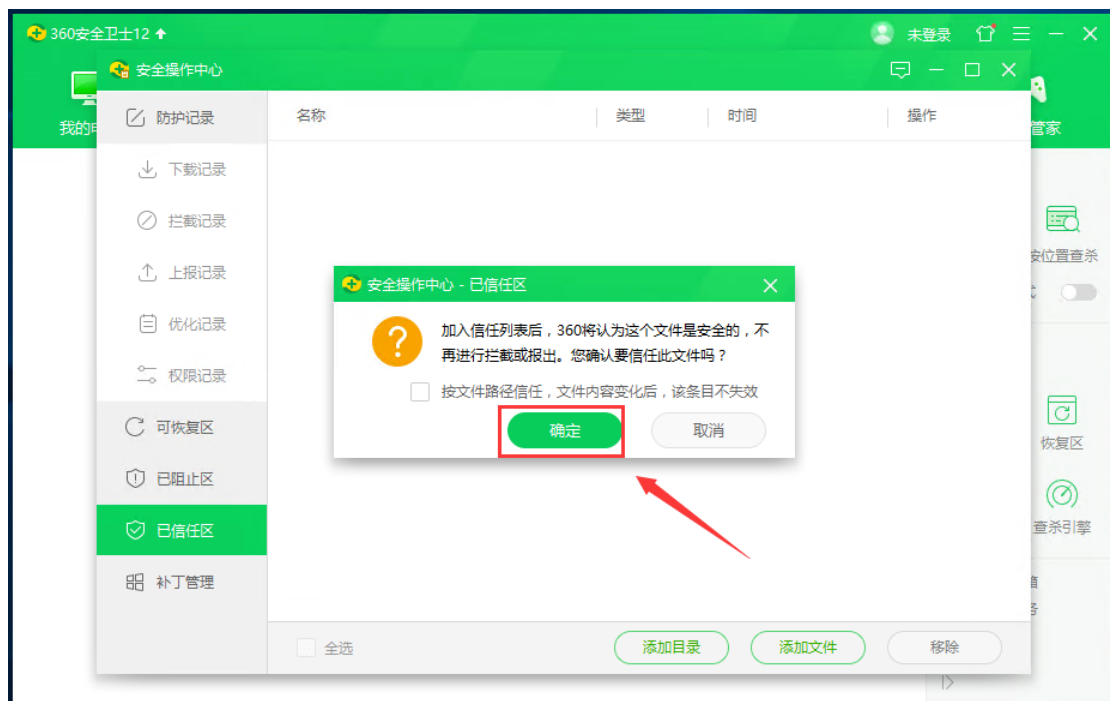 360安全卫士12
未登录
安全操作中心
我的
管家
防护记录
名称
类型
时间
操作
下载记录
拦截记录
上报记录
优化记录
权限记录
可恢复区
已阻止区
已信任区
补丁管理
安全操作中心 - 已信任区
加入信任列表后，360将认为这个文件是安全的，不
再进行拦截或报出。您确认要信任此文件吗？
按文件路径信任，文件内容变化后，该条目不失效
确定
取消
全选
添加目录
添加文件
移除
按位置查杀
恢复区
查杀引擎